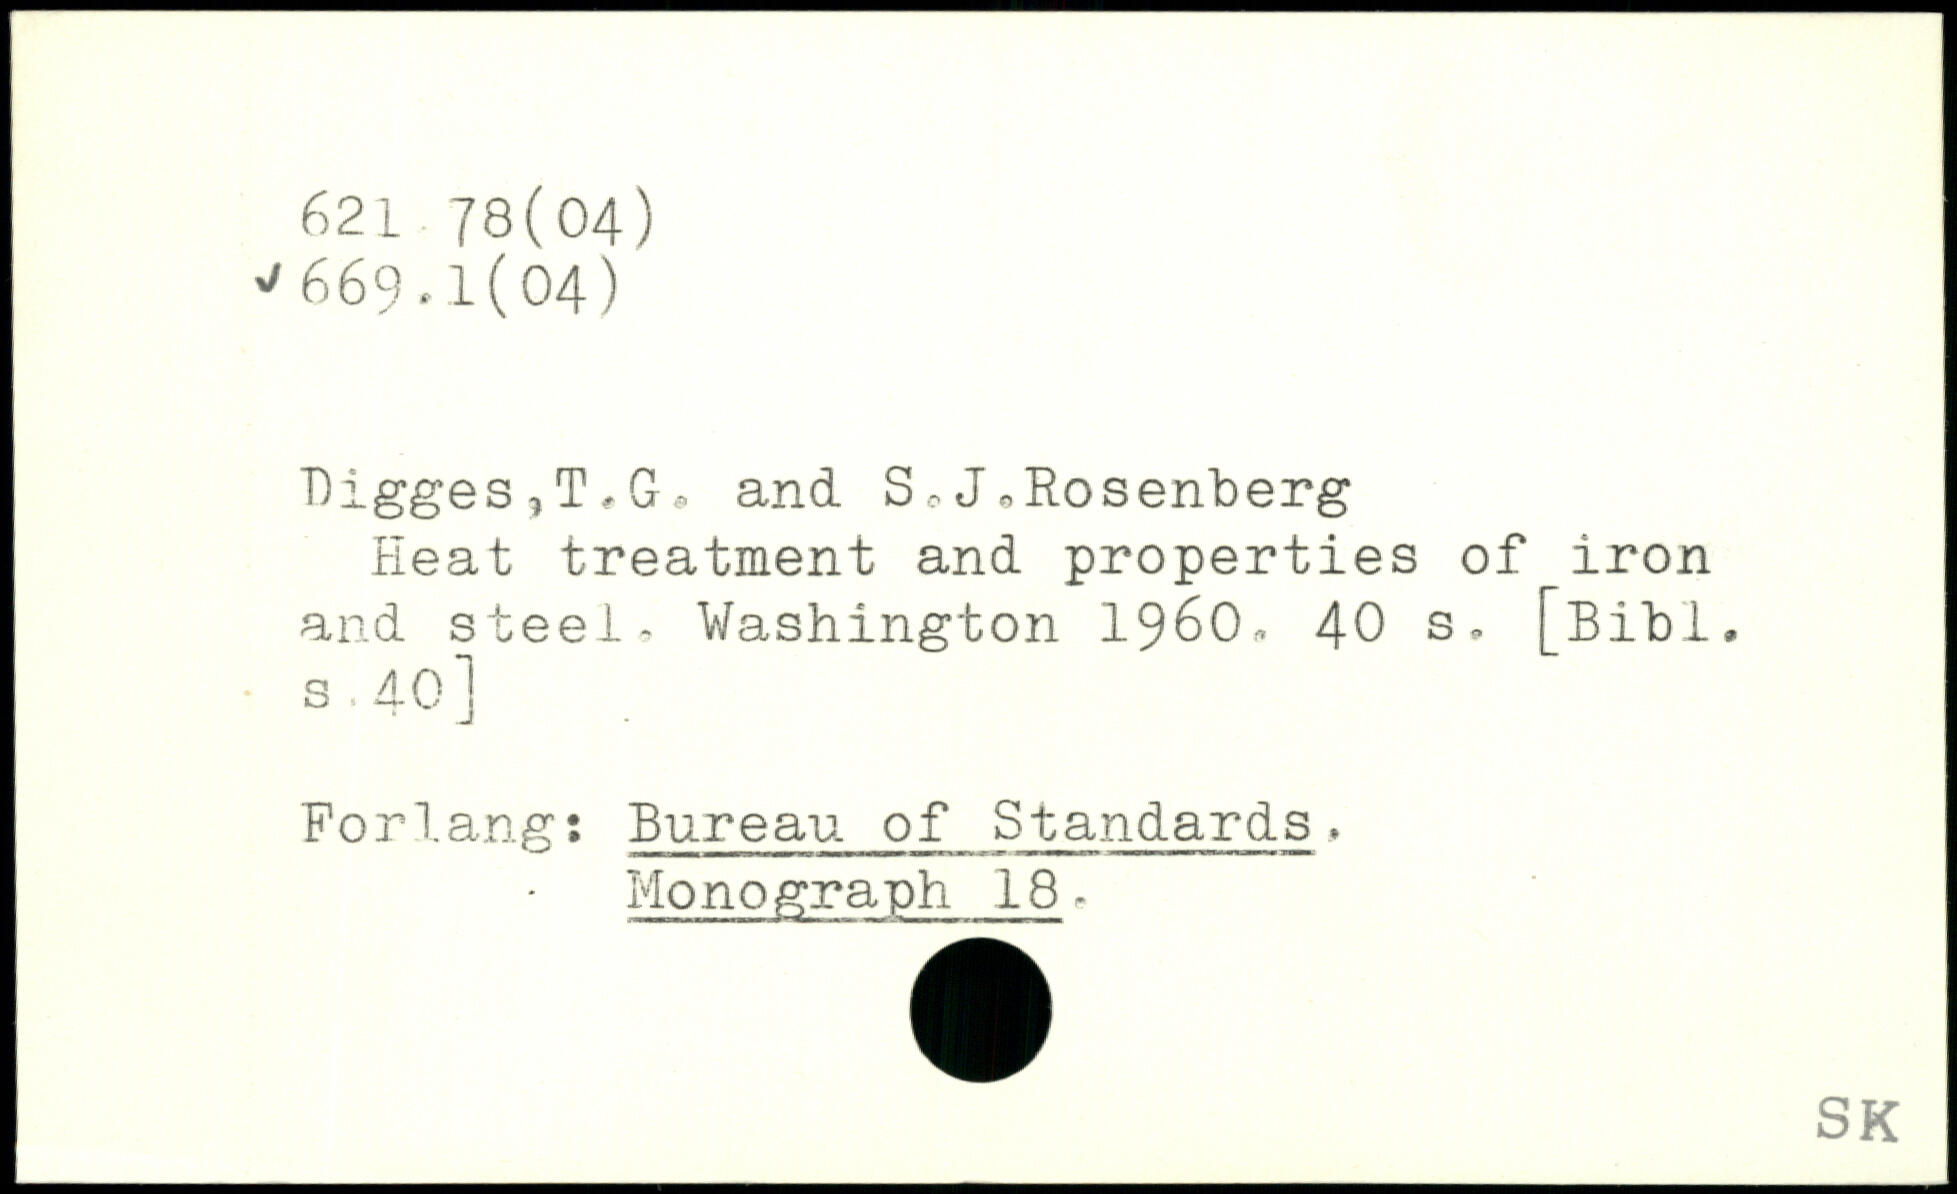 621.78(04)
✓669.1(04)
Digges,T.G. and S.J.Rosenberg
Heat treatment and properties of iron
and steel. Washington 1960. 40 s. [Bibl.
s.40]
Forlang: Bureau of Standards.
Monograph 18.
SK